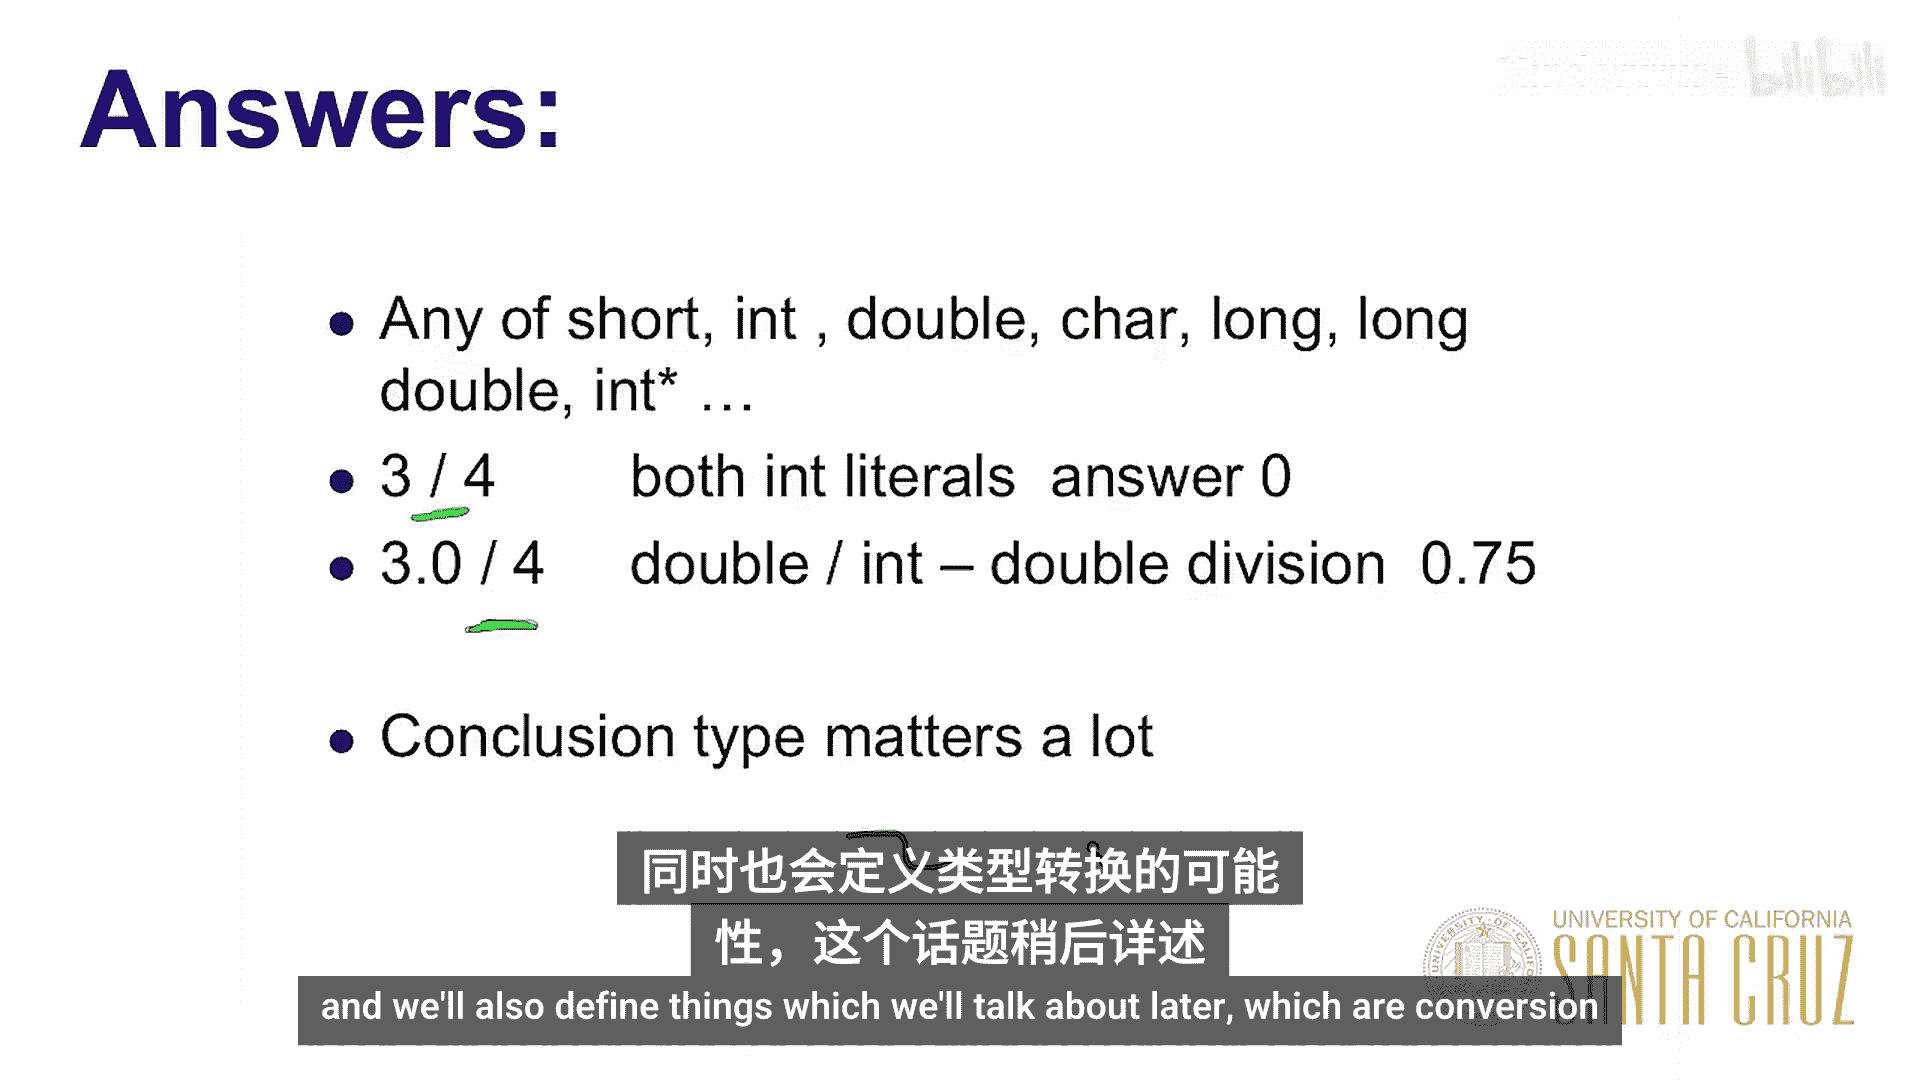 bilibili
Answers:
Any of short, int , double, char, long, long
double, int* …
3 / 4 both int literals answer 0
3.0 / 4 double / int – double division 0.75
Conclusion type matters a lot
同时也会定义类型转换的可能
性，这个话题稍后详述
and we'll also define things which we'll talk about later, which are conversion
UNIVERSITY OF CALIFORNIA
SANTA CRUZ